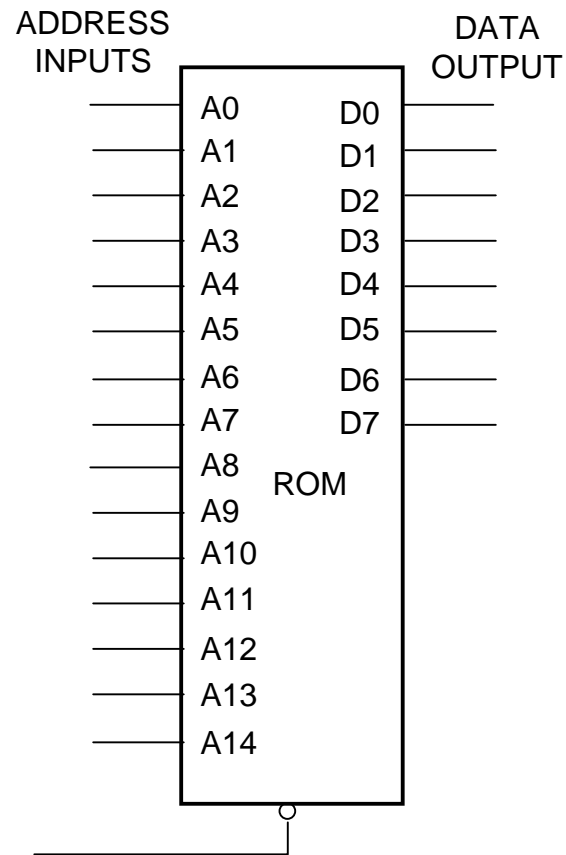 ADDRESS
INPUTS
DATA
OUTPUT
A0
A1
A2
A3
A4
A5
A6
A7
A8
A9
A10
A11
A12
A13
A14
D0
D1
D2
D3
D4
D5
D6
D7
ROM